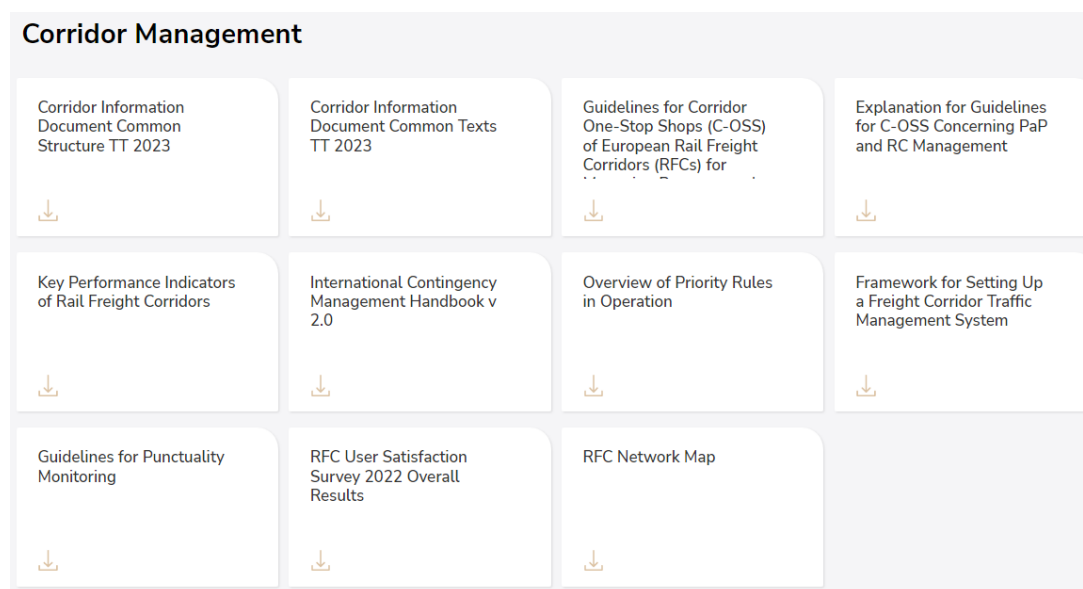 Corridor Management
Corridor Information
Document Common
Structure TT 2023
Corridor Information
Document Common Texts
TT 2023
Guidelines for Corridor
One-Stop Shops (C-OSS)
of European Rail Freight
Corridors (RFCs) for
Explanation for Guidelines
for C-OSS Concerning PaP
and RC Management
Key Performance Indicators
of Rail Freight Corridors
International Contingency
Management Handbook v
2.0
Overview of Priority Rules
in Operation
Framework for Setting Up
a Freight Corridor Traffic
Management System
Guidelines for Punctuality
Monitoring
RFC User Satisfaction
Survey 2022 Overall
Results
RFC Network Map